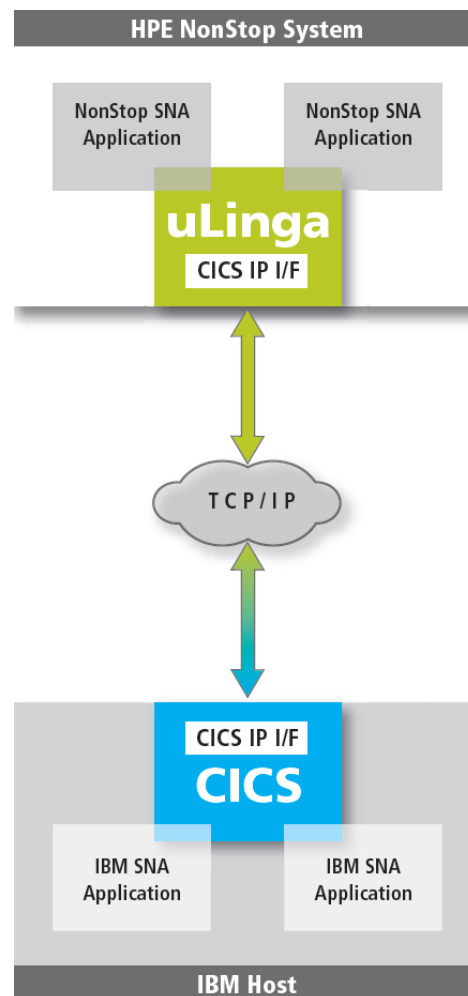 HPE NonStop System
NonStop SNA
Application
NonStop SNA
Application
uLinga
CICS IP I/F
TCP/IP
CICS IP I/F
CICS
IBM SNA
Application
IBM SNA
Application
IBM Host